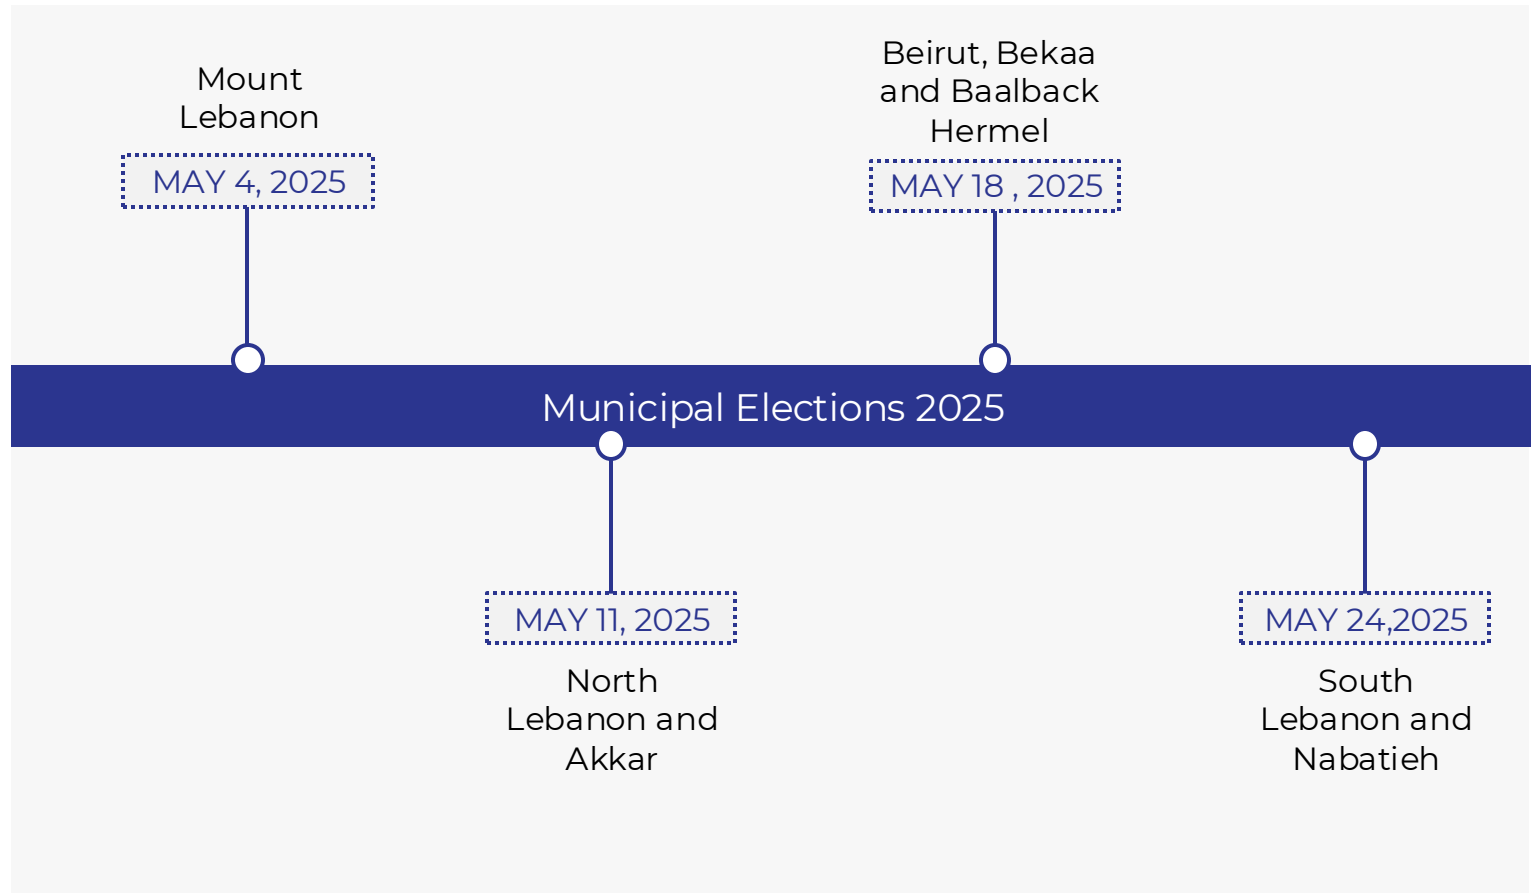 Mount
Lebanon
MAY 4, 2025
Beirut, Bekaa
and Baalback
Hermel
MAY 18 , 2025
Municipal Elections 2025
MAY 11, 2025
North
Lebanon and
Akkar
MAY 24,2025
South
Lebanon and
Nabatieh